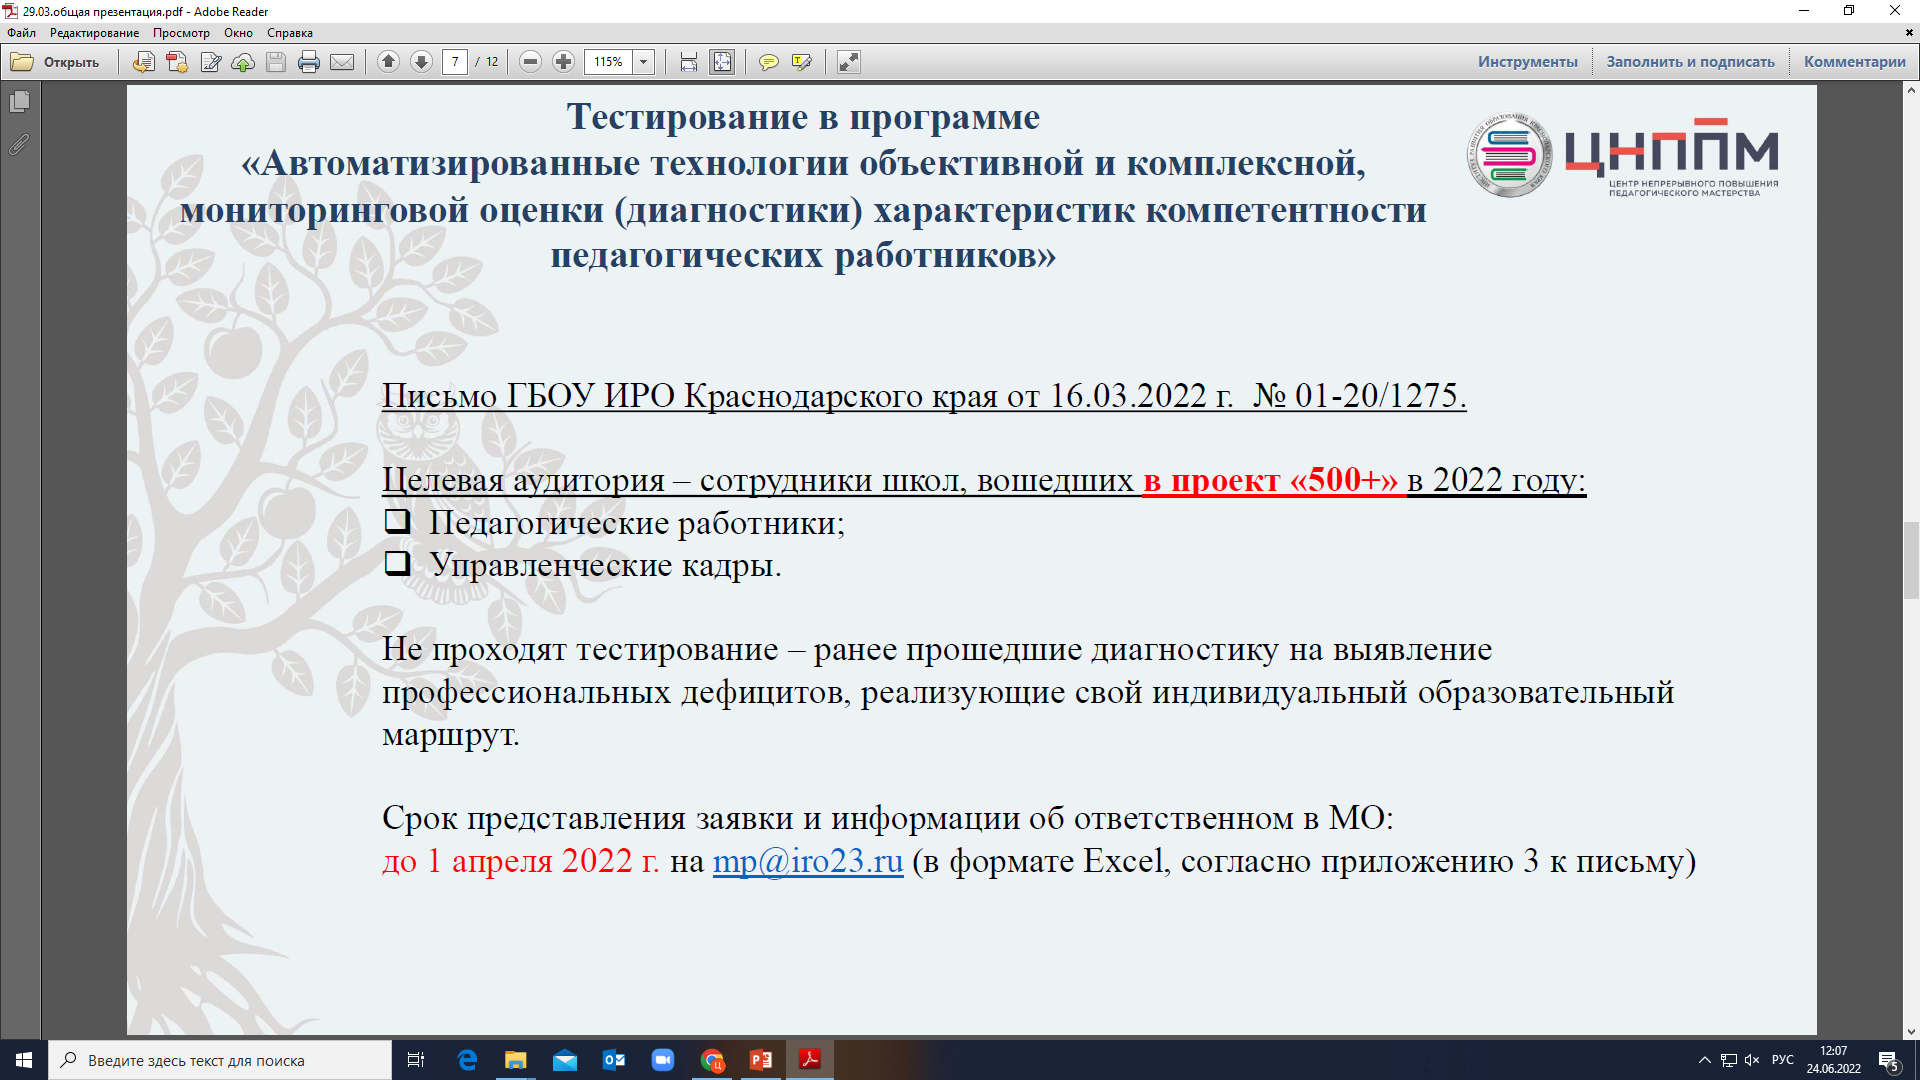 29.03.общая презентация.pdf - Adobe Reader
Файл Редактирование Просмотр Окно Справка
Открыть 7 / 12 115% Инструменты Заполнить и подписать Комментарии
Тестирование в программе
«Автоматизированные технологии объективной и комплексной,
мониторинговой оценки (диагностики) характеристик компетентности
педагогических работников»
ЦНППМ
ЦЕНТР НЕПРЕРЫВНОГО ПОВЫШЕНИЯ
ПЕДАГОГИЧЕСКОГО МАСТЕРСТВА
Письмо ГБОУ ИРО Краснодарского края от 16.03.2022 г. № 01-20/1275.
Целевая аудитория – сотрудники школ, вошедших в проект «500+» в 2022 году:
Педагогические работники;
Управленческие кадры.
Не проходят тестирование – ранее прошедшие диагностику на выявление
профессиональных дефицитов, реализующие свой индивидуальный образовательный
маршрут.
Срок представления заявки и информации об ответственном в МО:
до 1 апреля 2022 г. на mp@iro23.ru (в формате Excel, согласно приложению 3 к письму)
Введите здесь текст для поиска
РУС
12:07
24.06.2022
5